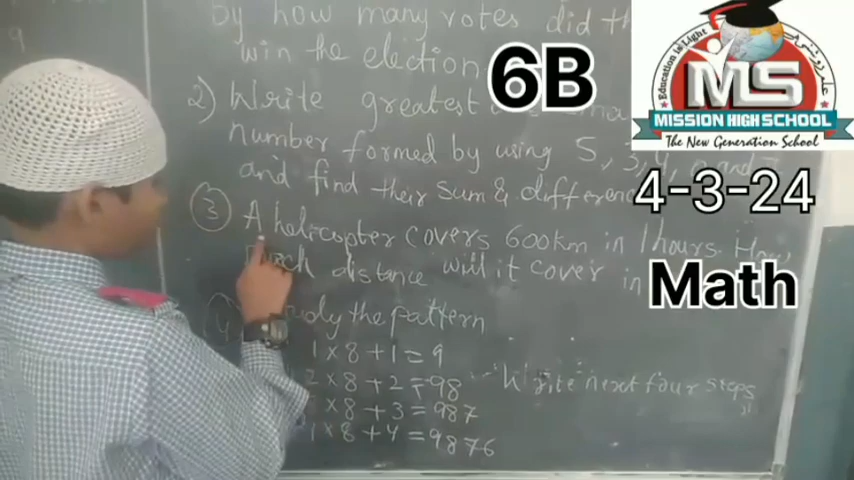 By how many votes did th
win the election
2) Write greatest
number formed by using 5, 3, 4,
and find their sum & differen
③ A helicopter covers 600km in 1 hours. How
distance will it cover in
the pattern
1 × 8 + 1 = 9
2 × 8 + 2 = 98
× 8 + 3 = 987
× 8 + 4 = 9876
Write next four steps
6B
4-3-24
Math
Education is Light
MS
MISSION HIGH SCHOOL
The New Generation School